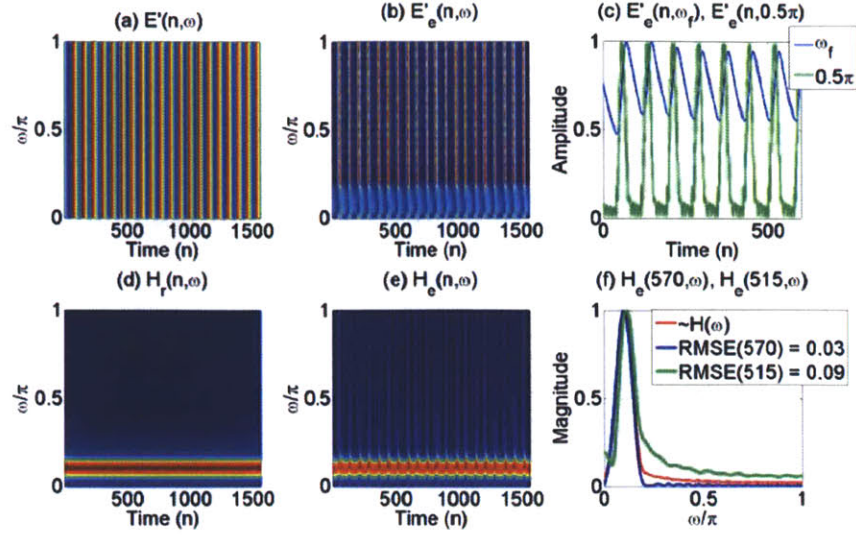 (a) E'(n,ω)
(b) E'e(n,ω)
(c) E'e(n,ωf), E'e(n,0.5π)
1
0.5
0
ω/π
500 1000 1500
Time (n)
1
0.5
0
ω/π
500 1000 1500
Time (n)
1
0.5
0
Amplitude
ωf
0.5π
0 500
Time (n)
(d) Hr(n,ω)
(e) He(n,ω)
(f) He(570,ω), He(515,ω)
1
0.5
0
ω/π
500 1000 1500
Time (n)
1
0.5
0
ω/π
500 1000 1500
Time (n)
1
0.5
0
Magnitude
~H(ω)
RMSE(570) = 0.03
RMSE(515) = 0.09
0 0.5 1
ω/π